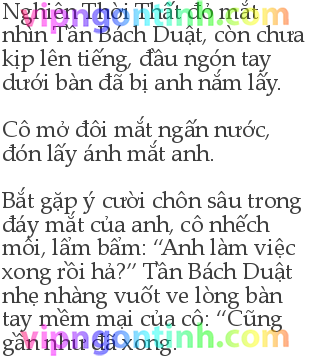 Nghiên Thời Thất đỏ mắt
nhìn Tần Bách Duật, còn chưa
kịp lên tiếng, đầu ngón tay
dưới bàn đã bị anh nắm lấy.
Cô mở đôi mắt ngấn nước,
đón lấy ánh mắt anh.
Bắt gặp ý cười chôn sâu trong
đáy mắt của anh, cô nhếch
môi, lẩm bẩm: “Anh làm việc
xong rồi hả?” Tần Bách Duật
nhẹ nhàng vuốt ve lòng bàn
tay mềm mại của cô: “Cũng
gần như đã xong.
vipngontinh.com
vipngontinh.com